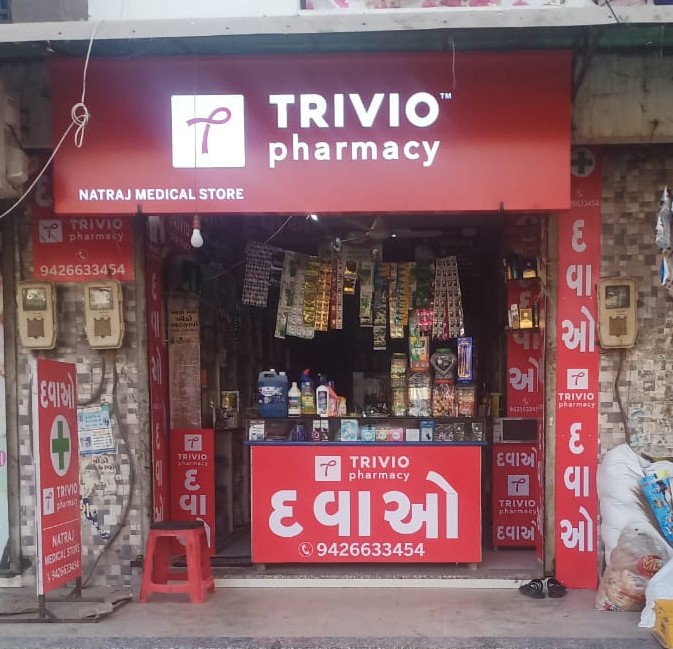 TRIVIO™
pharmacy
NATRAJ MEDICAL STORE
TRIVIO
pharmacy
9426633454
દવાઓ
TRIVIO
pharmacy
NATRAJ
MEDICAL STORE
9426633454
TRIVIO
pharmacy
દ
વા
TRIVIO
pharmacy
દવાઓ
9426633454
ઓ
દવાઓ
TRIVIO
pharmacy
દવાઓ
દ
વા
ઓ
TRIVIO
pharmacy
દ
વા
ઓ